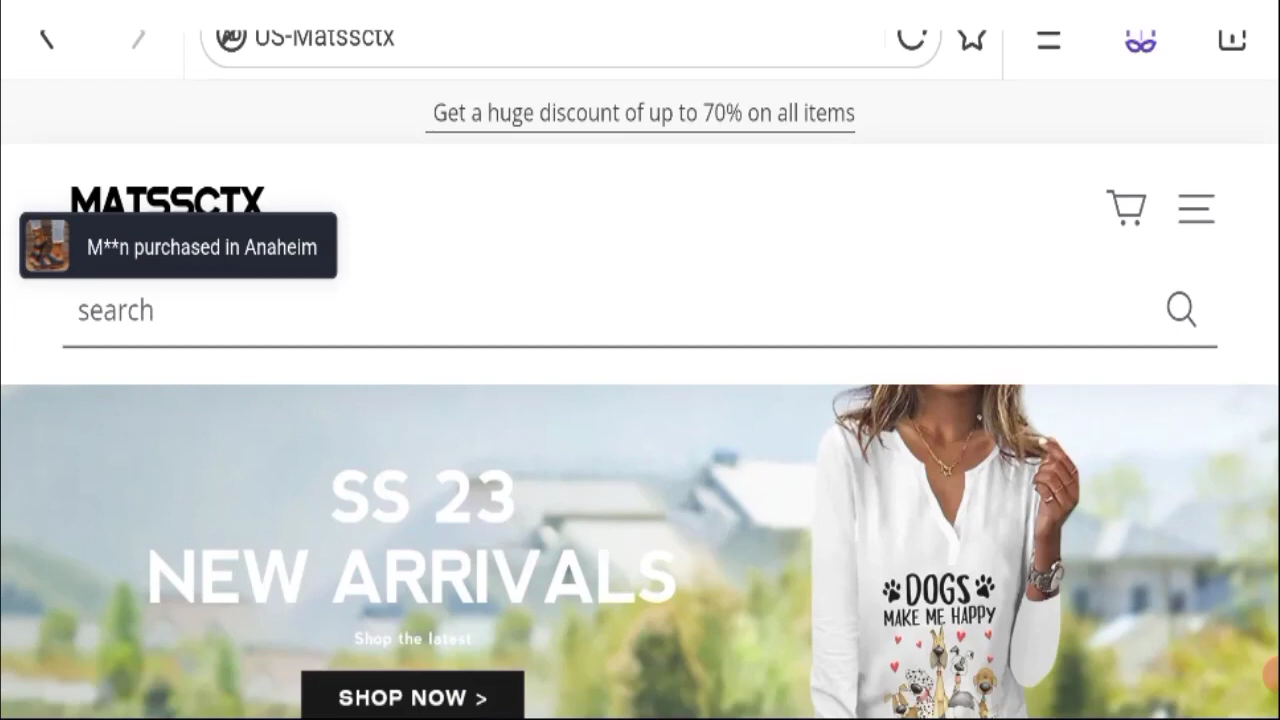 US-Matssctx
Get a huge discount of up to 70% on all items
MATSSCTX
M**n purchased in Anaheim
search
SS 23
NEW ARRIVALS
Shop the latest
SHOP NOW >
DOGS
MAKE ME HAPPY